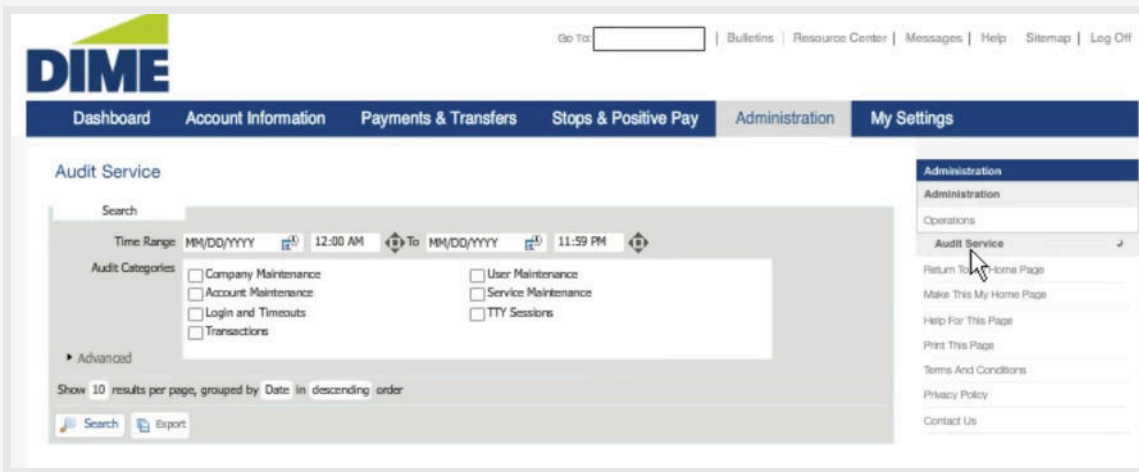 DIME
Go To: | Bulletins | Resource Center | Messages | Help Sitemap | Log Off
Dashboard Account Information Payments & Transfers Stops & Positive Pay Administration My Settings
Audit Service
Search
Time Range MM/DD/YYYY 12:00 AM To MM/DD/YYYY 11:59 PM
Audit Categories
Company Maintenance User Maintenance
Account Maintenance Service Maintenance
Login and Timeouts TTY Sessions
Transactions
Advanced
Show 10 results per page, grouped by Date in descending order
Search Export
Administration
Administration
Operations
Audit Service
Return To Home Page
Make This My Home Page
Help For This Page
Print This Page
Terms And Conditions
Privacy Policy
Contact Us